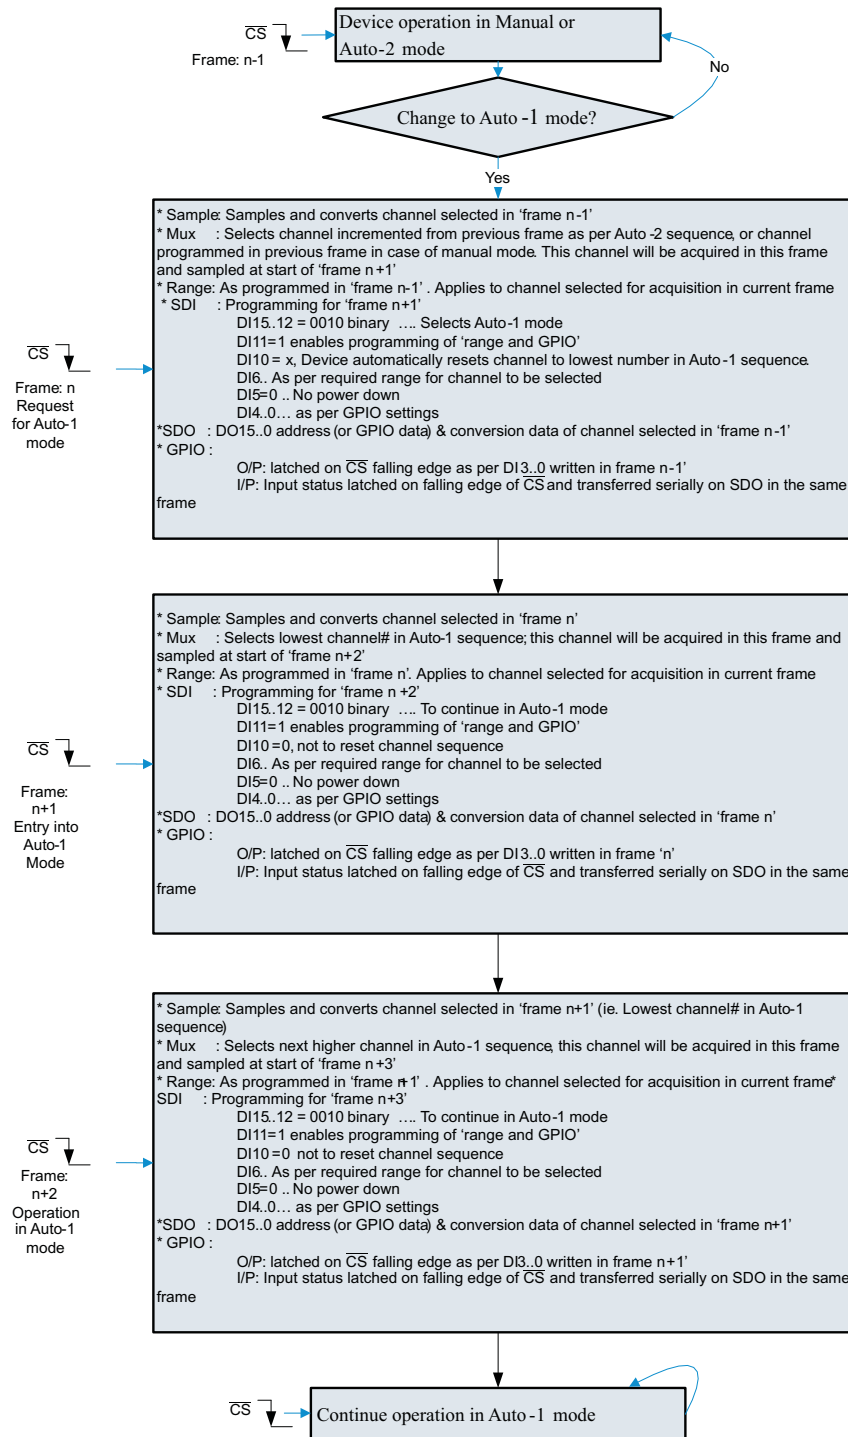 CS
Frame: n-1
Device operation in Manual or
Auto-2 mode
No
Change to Auto -1 mode?
Yes
CS
Frame: n
Request
for Auto-1
mode
* Sample: Samples and converts channel selected in ‘frame n-1’
* Mux : Selects channel incremented from previous frame as per Auto -2 sequence, or channel
programmed in previous frame in case of manual mode. This channel will be acquired in this frame
and sampled at start of ‘frame n+1’
* Range: As programmed in ‘frame n-1’ . Applies to channel selected for acquisition in current frame
* SDI : Programming for ‘frame n+1’
DI15..12 = 0010 binary …. Selects Auto-1 mode
DI11=1 enables programming of ‘range and GPIO’
DI10 = x, Device automatically resets channel to lowest number in Auto-1 sequence.
DI6.. As per required range for channel to be selected
DI5=0 .. No power down
DI4..0… as per GPIO settings
*SDO : DO15..0 address (or GPIO data) & conversion data of channel selected in ‘frame n-1’
* GPIO :
O/P: latched on CS falling edge as per DI3..0 written in frame n-1’
I/P: Input status latched on falling edge of CS and transferred serially on SDO in the same
frame
CS
Frame:
n+1
Entry into
Auto-1
Mode
* Sample: Samples and converts channel selected in ‘frame n’
* Mux : Selects lowest channel# in Auto-1 sequence; this channel will be acquired in this frame and
sampled at start of ‘frame n+2’
* Range: As programmed in ‘frame n’. Applies to channel selected for acquisition in current frame
* SDI : Programming for ‘frame n+2’
DI15..12 = 0010 binary …. To continue in Auto-1 mode
DI11=1 enables programming of ‘range and GPIO’
DI10=0, not to reset channel sequence
DI6.. As per required range for channel to be selected
DI5=0 .. No power down
DI4..0… as per GPIO settings
*SDO : DO15..0 address (or GPIO data) & conversion data of channel selected in ‘frame n’
* GPIO :
O/P: latched on CS falling edge as per DI3..0 written in frame ‘n’
I/P: Input status latched on falling edge of CS and transferred serially on SDO in the same
frame
CS
Frame:
n+2
Operation
in Auto-1
mode
* Sample: Samples and converts channel selected in ‘frame n+1’ (ie. Lowest channel# in Auto-1
sequence)
* Mux : Selects next higher channel in Auto-1 sequence, this channel will be acquired in this frame
and sampled at start of ‘frame n+3’
* Range: As programmed in ‘frame n+1’ . Applies to channel selected for acquisition in current frame*
SDI : Programming for ‘frame n+3’
DI15..12 = 0010 binary …. To continue in Auto-1 mode
DI11=1 enables programming of ‘range and GPIO’
DI10=0 not to reset channel sequence
DI6.. As per required range for channel to be selected
DI5=0 .. No power down
DI4..0… as per GPIO settings
*SDO : DO15..0 address (or GPIO data) & conversion data of channel selected in ‘frame n+1’
* GPIO :
O/P: latched on CS falling edge as per DI3..0 written in frame n+1’
I/P: Input status latched on falling edge of CS and transferred serially on SDO in the same
frame
CS
Continue operation in Auto -1 mode